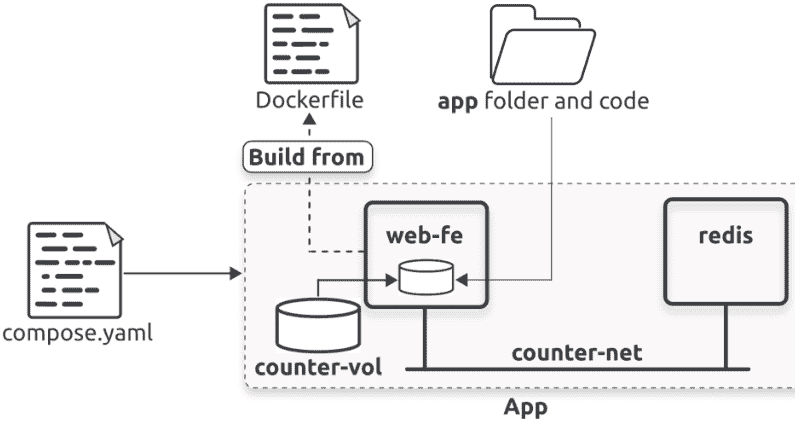 Dockerfile
app folder and code
Build from
web-fe
redis
compose.yaml
counter-vol
counter-net
App